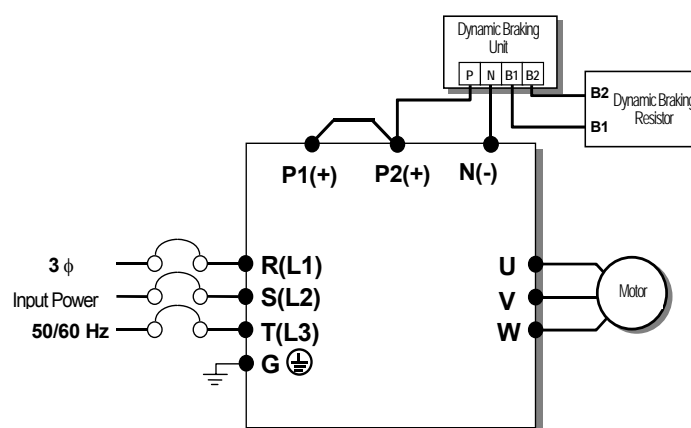 Dynamic Braking
Unit
P N B1 B2
B2
Dynamic Braking
Resistor
B1
P1(+) P2(+) N(-)
3 ϕ
Input Power
50/60 Hz
R(L1)
S(L2)
T(L3)
G
U
V
W
Motor